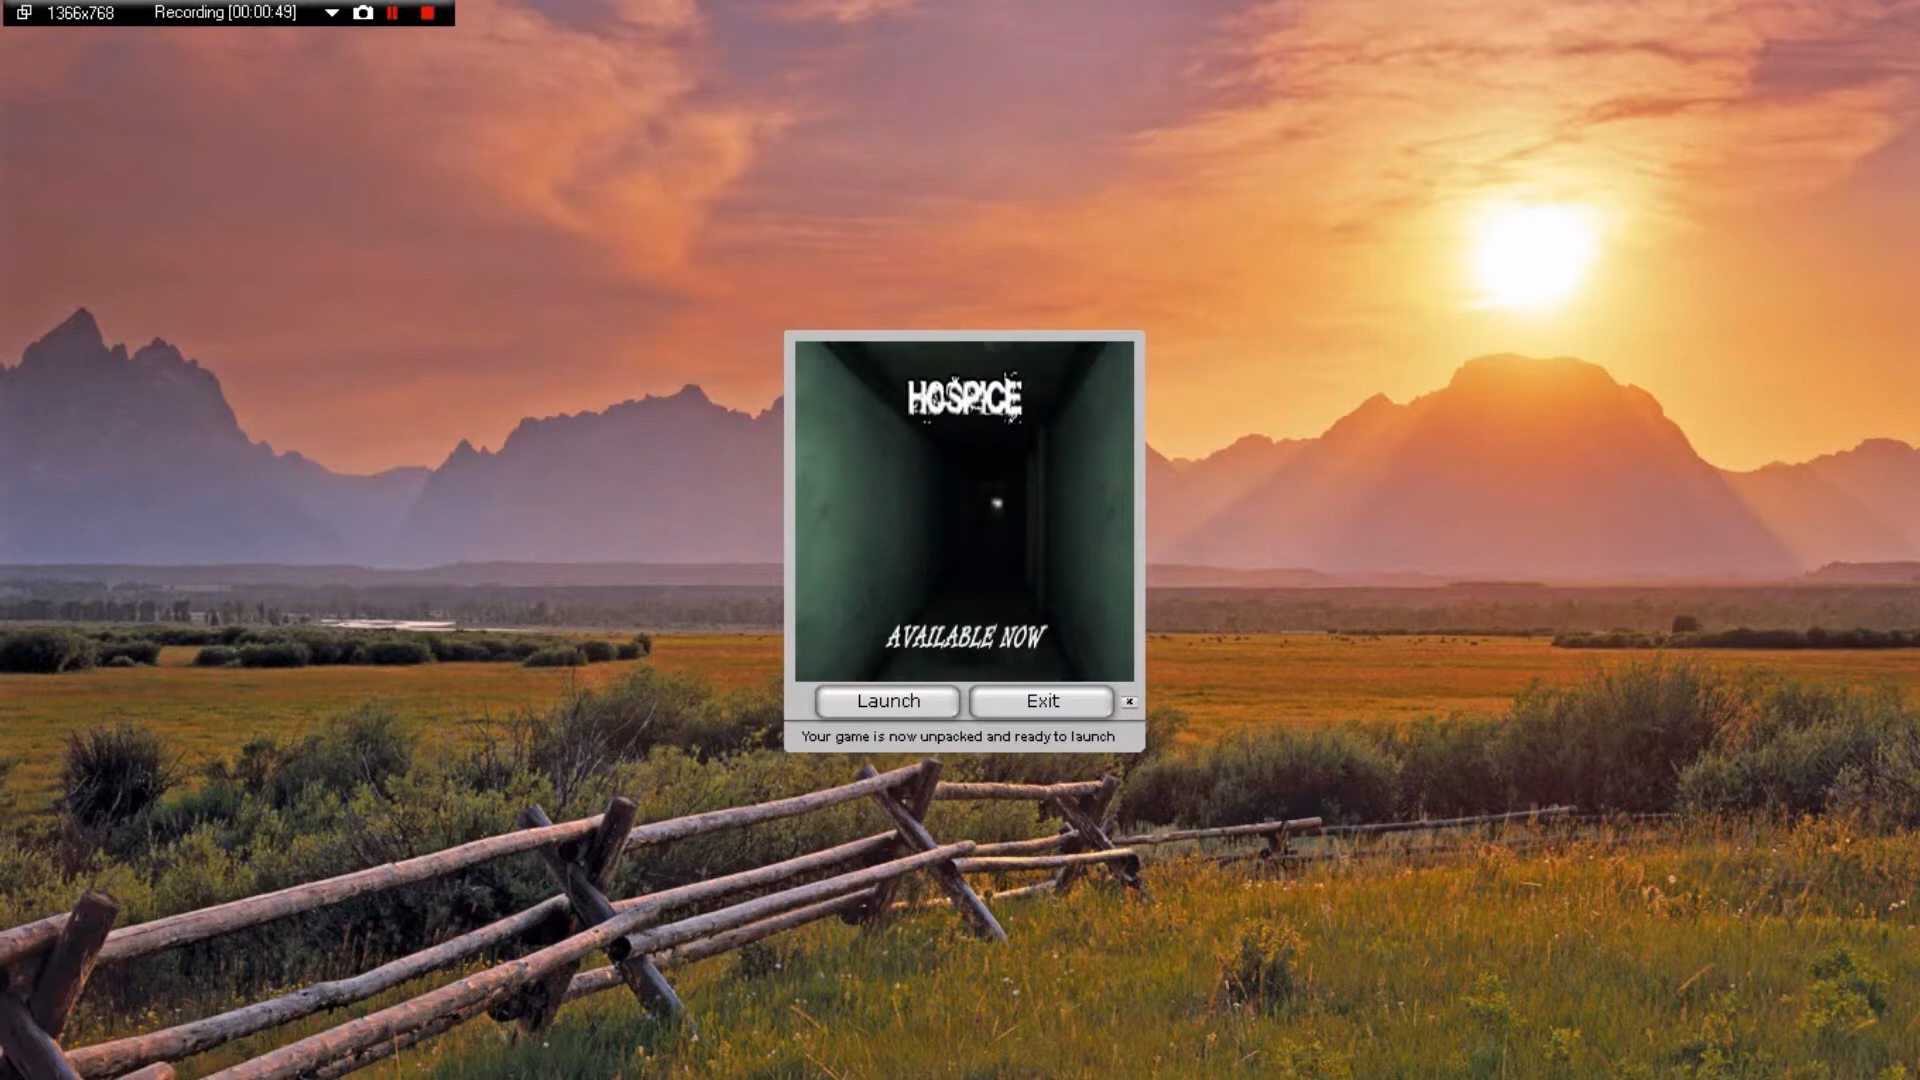 1366x768 Recording [00:00:49]
HOSPICE
AVAILABLE NOW
Launch Exit
Your game is now unpacked and ready to launch